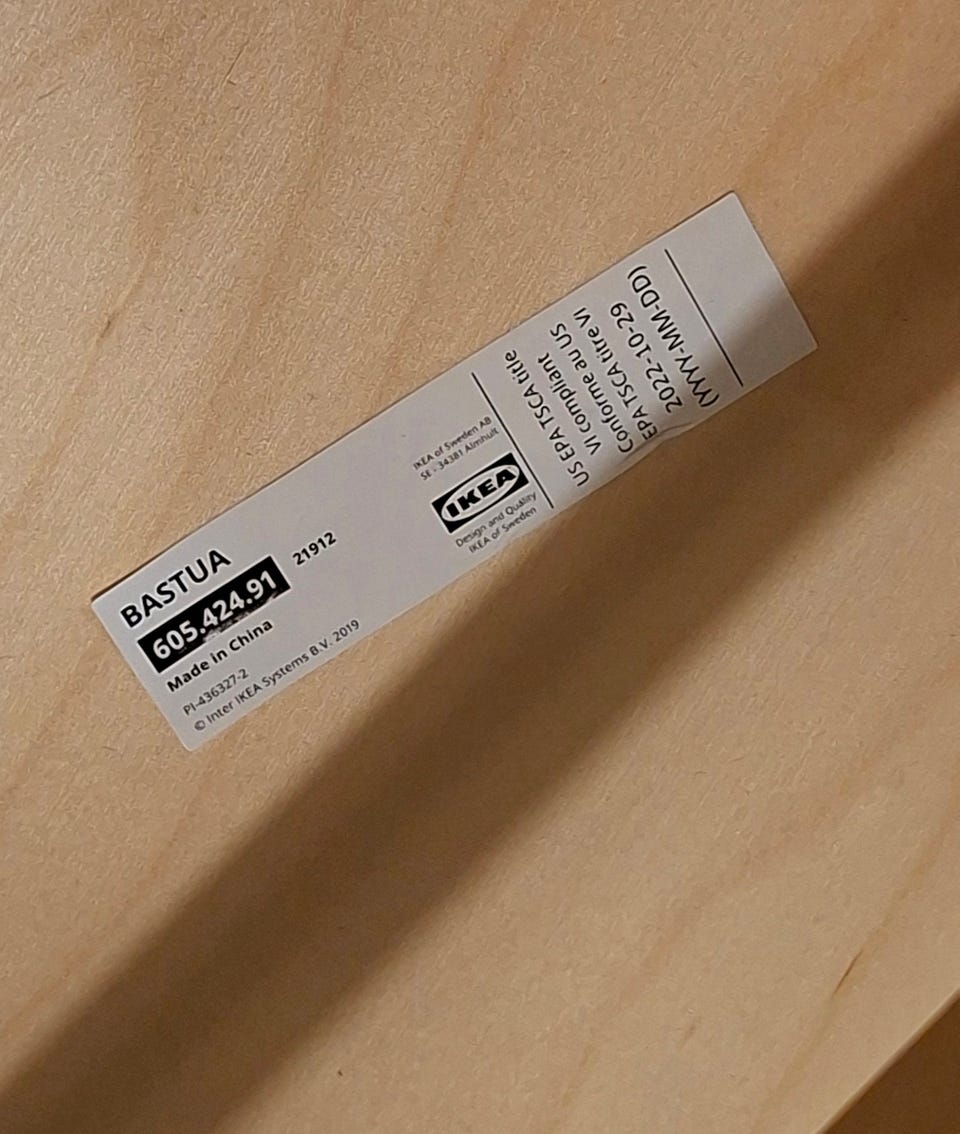 BASTUA
605.424.91
21912
Made in China
PI-436327-2
© Inter IKEA Systems B.V. 2019
IKEA of Sweden AB
SE - 34381 Älmhult
IKEA
Design and Quality
IKEA of Sweden
US EPA TSCA title
VI compliant
Conforme au US
EPA TSCA titre VI
2022-10-29
(YYYY-MM-DD)